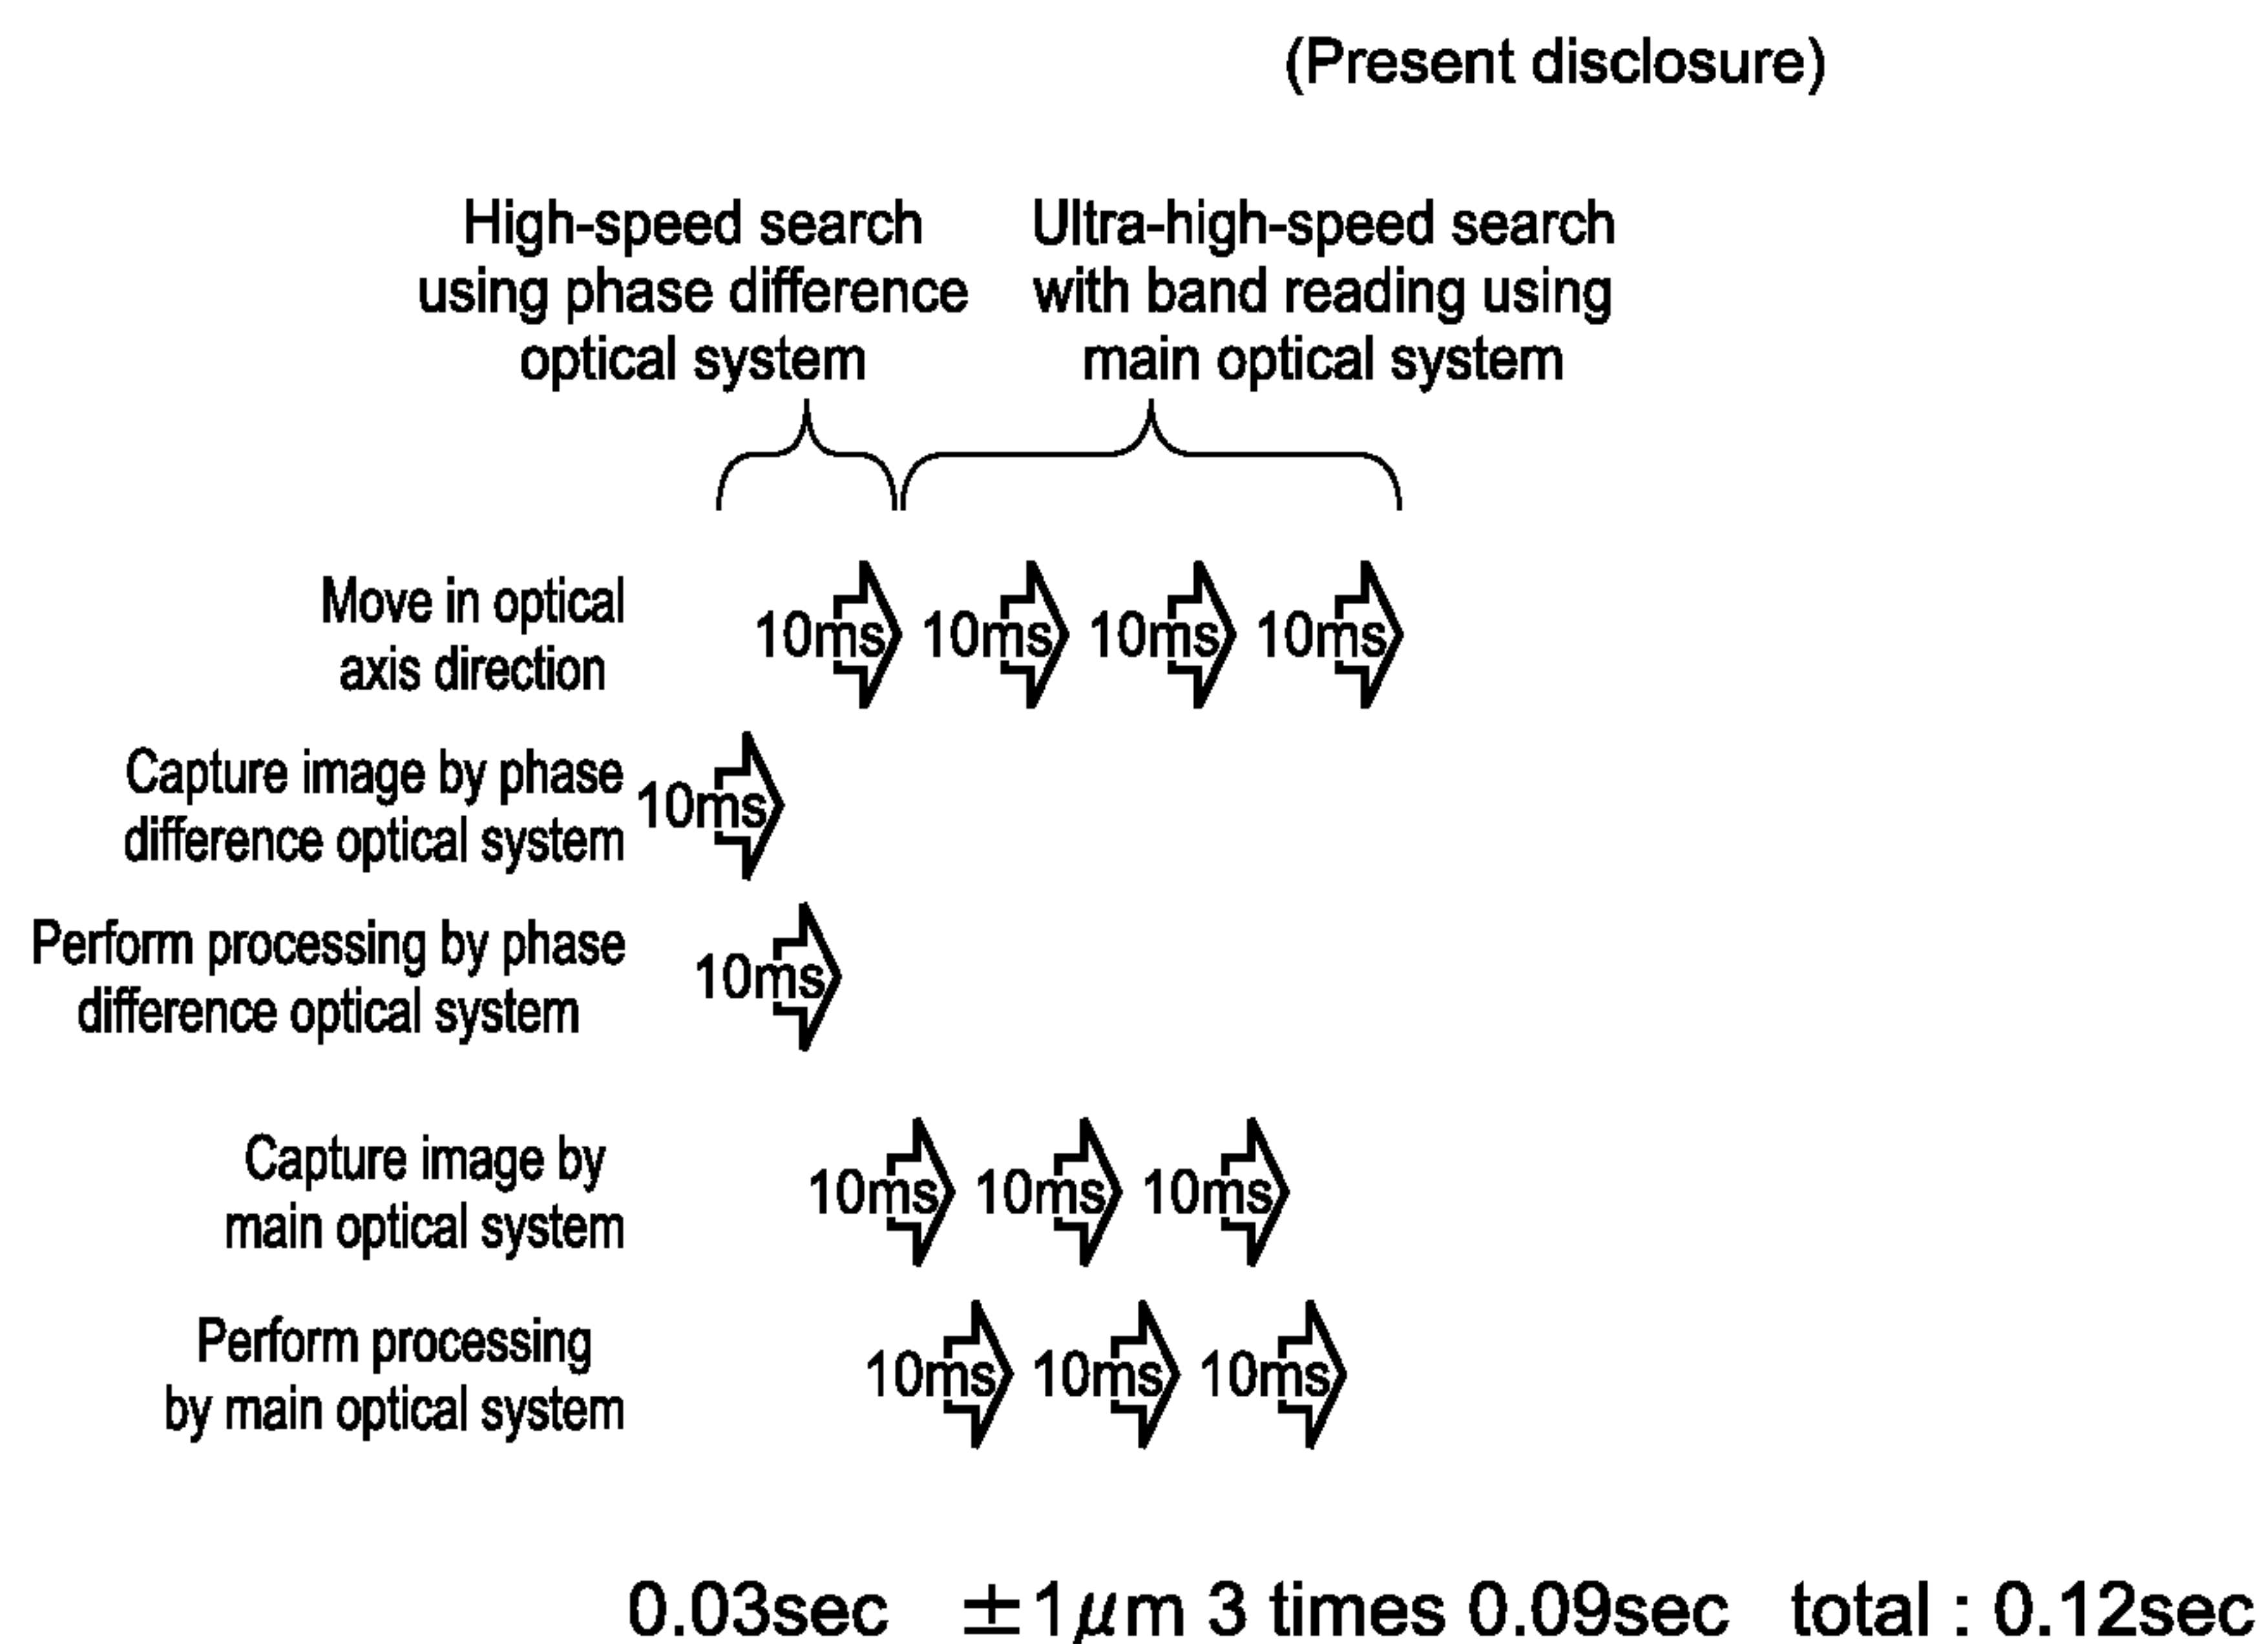 (Present disclosure)
High-speed search
using phase difference
optical system
Ultra-high-speed search
with band reading using
main optical system
Move in optical
axis direction
10ms 10ms 10ms 10ms
Capture image by phase
difference optical system
10ms
Perform processing by phase
difference optical system
10ms
Capture image by
main optical system
10ms 10ms 10ms
Perform processing
by main optical system
10ms 10ms 10ms
0.03sec ±1μm 3 times 0.09sec total : 0.12sec